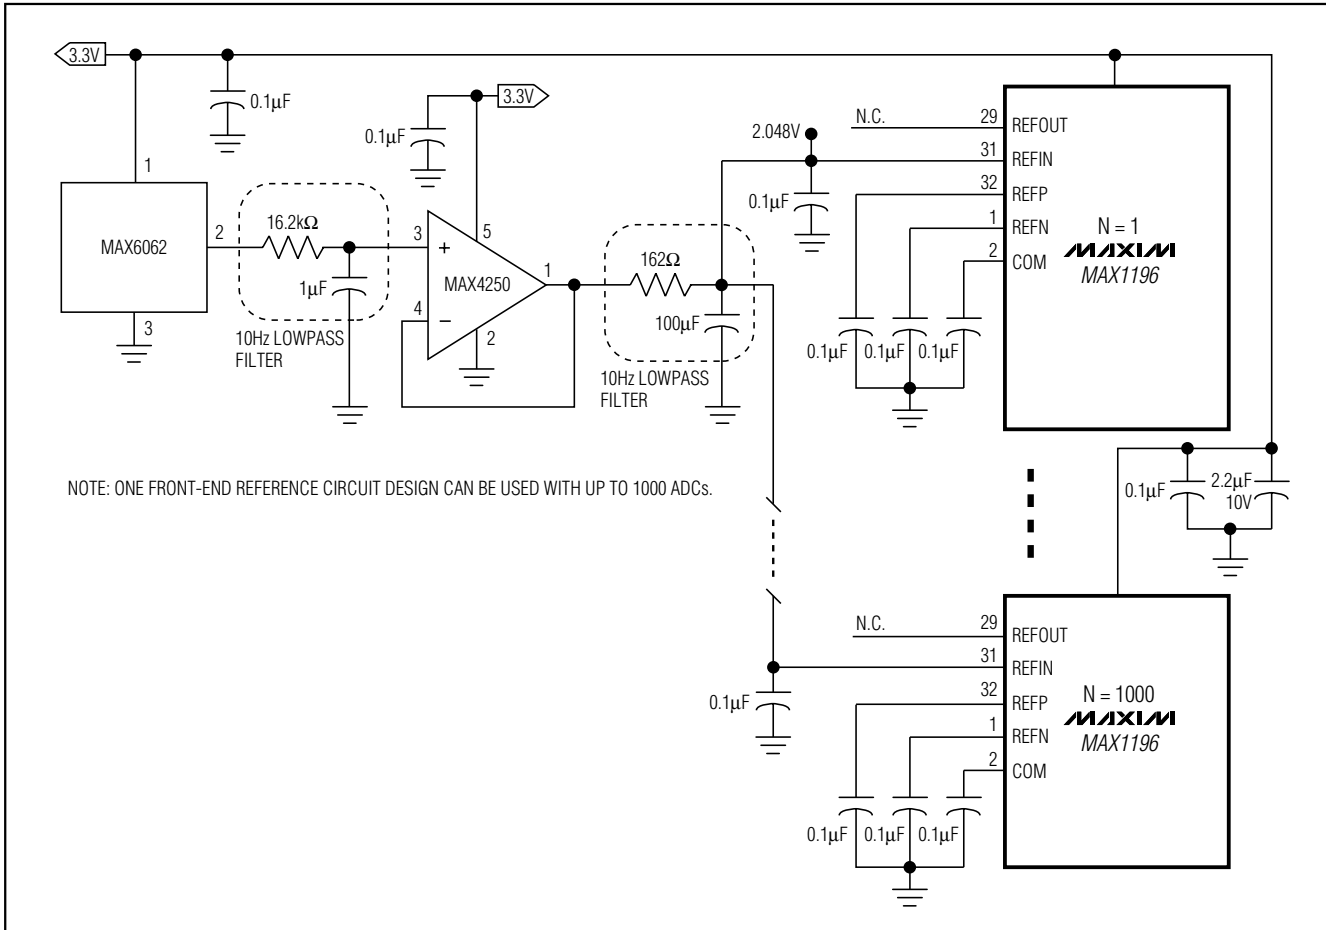 3.3V
0.1µF
3.3V
0.1µF
1
MAX6062
2
3
16.2kΩ
1µF
10Hz LOWPASS
FILTER
3
+
4
−
5
MAX4250
1
2
162Ω
100µF
10Hz LOWPASS
FILTER
2.048V
0.1µF
N.C.
29
REFOUT
31
REFIN
32
REFP
1
REFN
2
COM
N = 1
MAXIM
MAX1196
0.1µF
0.1µF
0.1µF
NOTE: ONE FRONT-END REFERENCE CIRCUIT DESIGN CAN BE USED WITH UP TO 1000 ADCs.
0.1µF
2.2µF
10V
N.C.
29
REFOUT
31
REFIN
32
REFP
1
REFN
2
COM
N = 1000
MAXIM
MAX1196
0.1µF
0.1µF
0.1µF
0.1µF